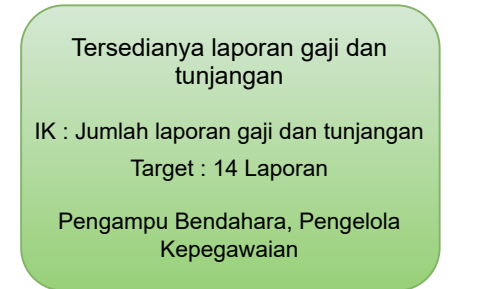 Tersedianya laporan gaji dan
tunjangan
IK : Jumlah laporan gaji dan tunjangan
Target : 14 Laporan
Pengampu Bendahara, Pengelola
Kepegawaian